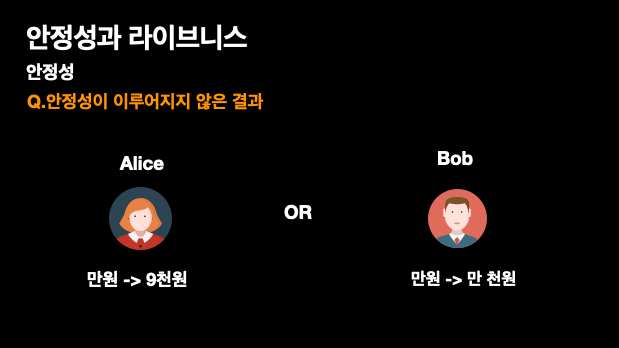 안정성과 라이브니스
안정성
Q.안정성이 이루어지지 않은 결과
Alice
Bob
OR
만원 -> 9천원
만원 -> 만 천원